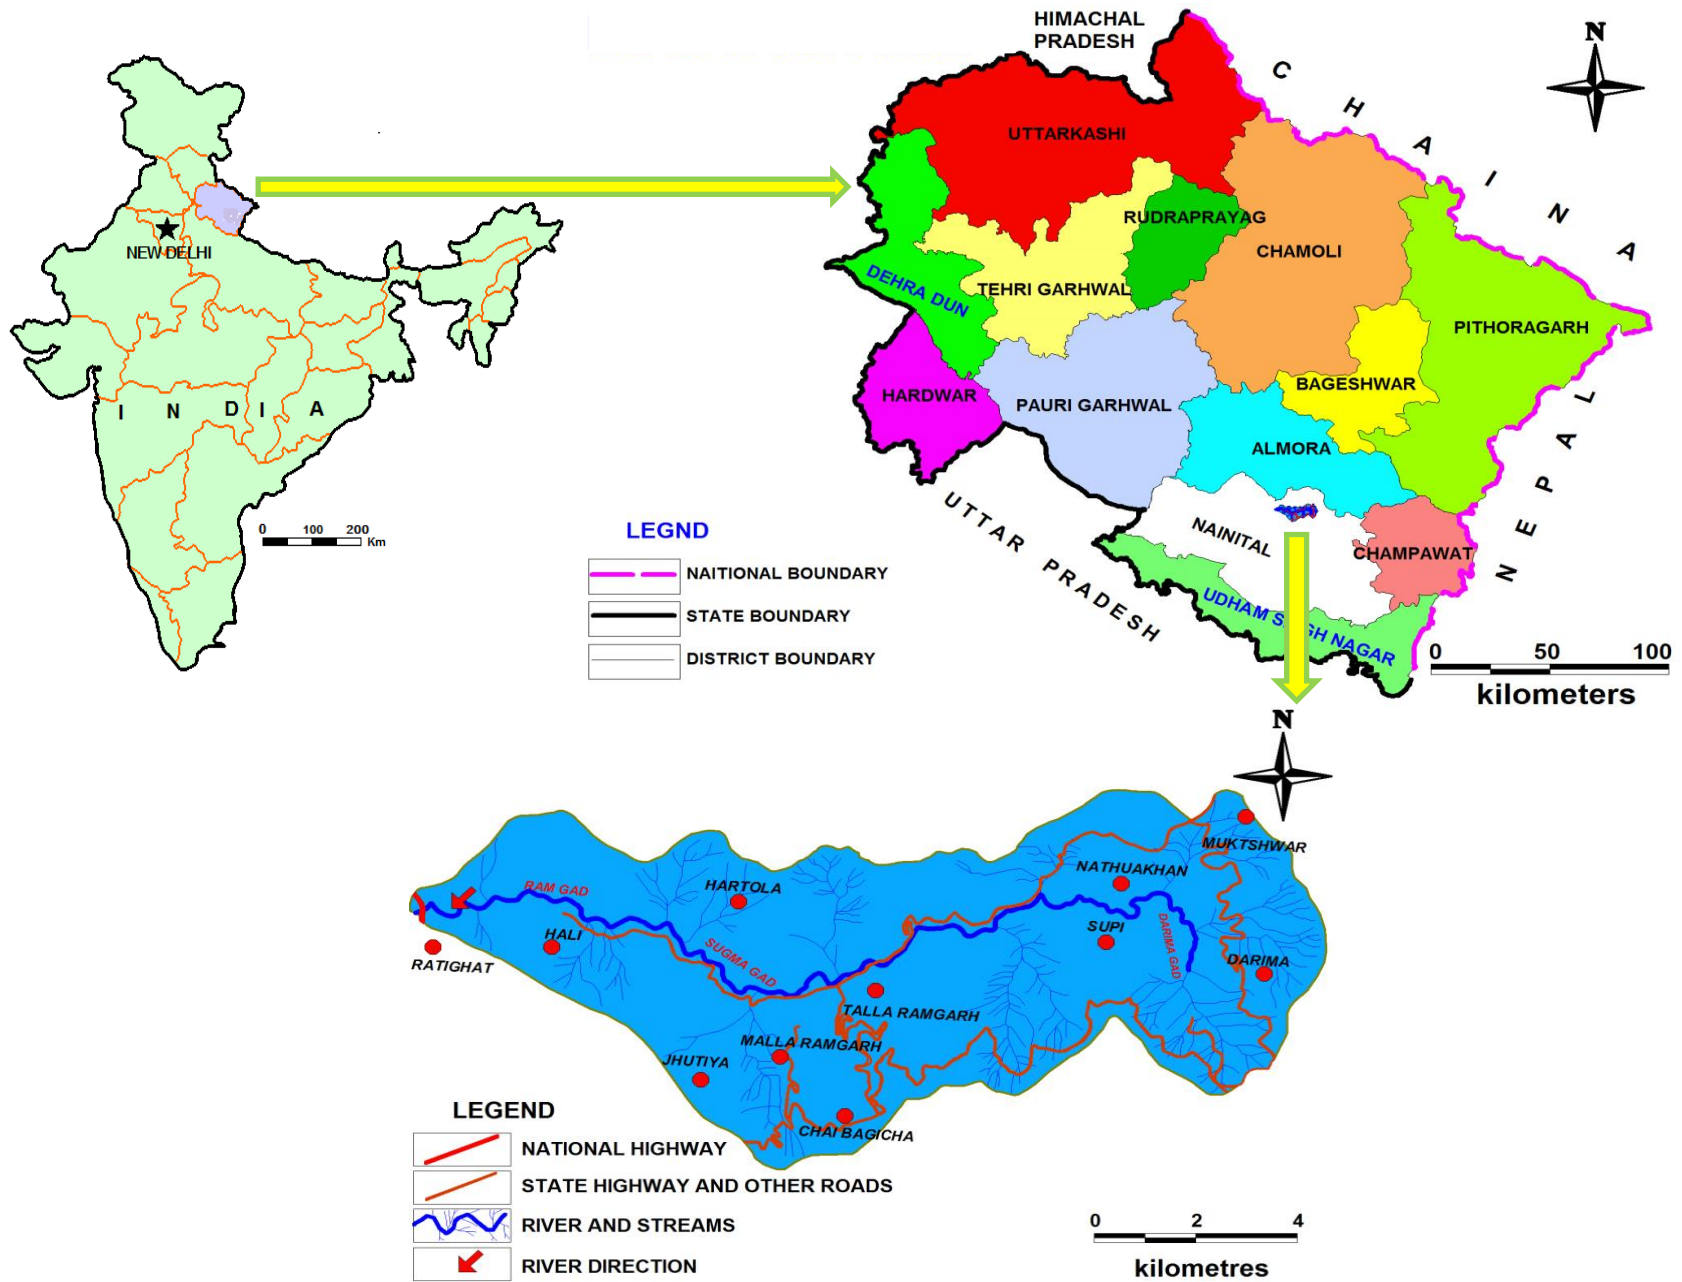 HIMACHAL
PRADESH
N
C H A I N A
UTTARKASHI
RUDRAPRAYAG
CHAMOLI
NEW DELHI
DEHRA DUN
TEHRI GARHWAL
PITHORAGARH
HARDWAR
PAURI GARHWAL
BAGESHWAR
I N D I A
ALMORA
NEPAL
UTTAR PRADESH
NAINITAL
CHAMPAWAT
UDHAM S GH NAGAR
0 100 200
Km
LEGND
NAITIONAL BOUNDARY
STATE BOUNDARY
DISTRICT BOUNDARY
0 50 100
kilometers
N
MUKTSHWAR
NATHUAKHAN
HARTOLA
RAM GAD
HALI
SUPI
DARIMA GAD
RATIGHAT
SUGMA GAD
DARIMA
TALLA RAMGARH
MALLA RAMGARH
JHUTIYA
CHAI BAGICHA
LEGEND
NATIONAL HIGHWAY
STATE HIGHWAY AND OTHER ROADS
RIVER AND STREAMS
RIVER DIRECTION
0 2 4
kilometres